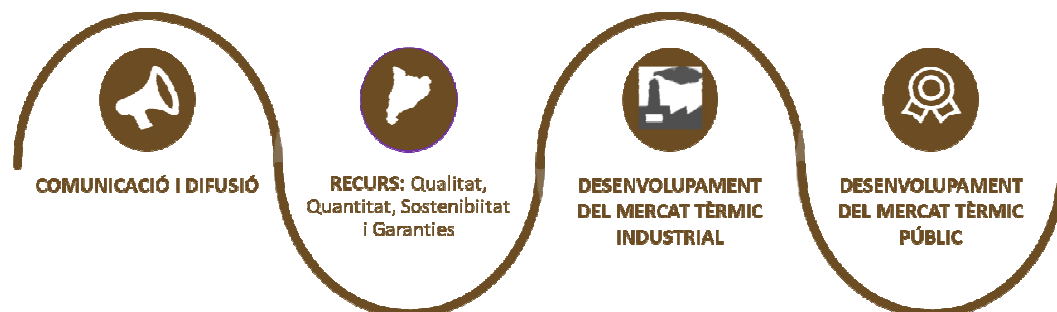 COMUNICACIÓ I DIFUSIÓ
RECURS: Qualitat,
Quantitat, Sostenibiitat
i Garanties
DESENVOLUPAMENT
DEL MERCAT TÈRMIC
INDUSTRIAL
DESENVOLUPAMENT
DEL MERCAT TÈRMIC
PÚBLIC